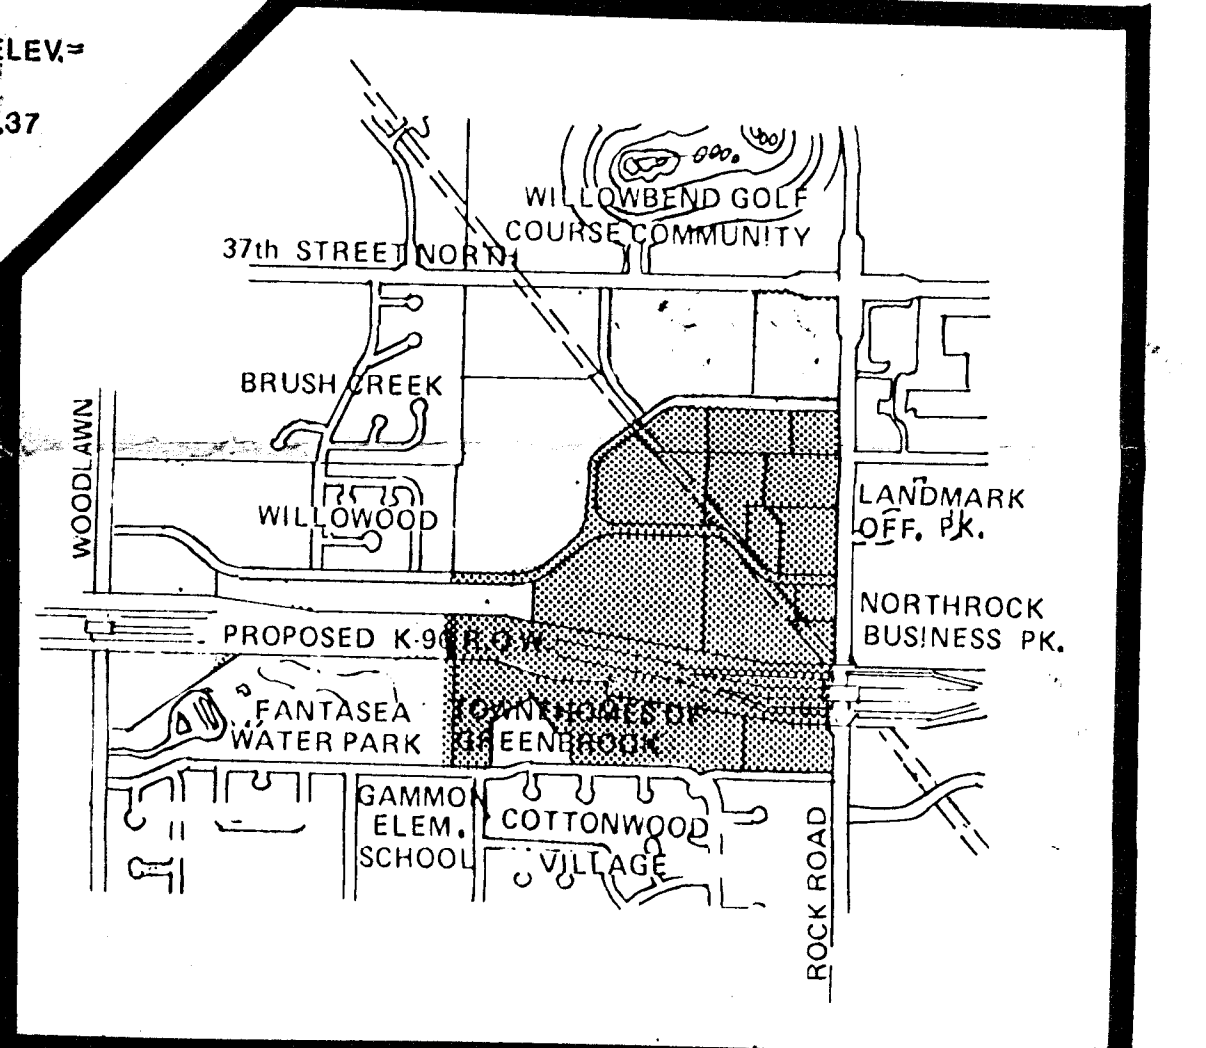 ELEV.=
.37
WILLOWBEND GOLF
COURSE COMMUNITY
37th STREET NORTH
BRUSH CREEK
WOODLAWN
WILLOWOOD
LANDMARK
OFF. PK.
NORTHROCK
BUSINESS PK.
PROPOSED K-96 R.O.W.
FANTASEA
WATER PARK
TOWNEHOMES OF
GREENBROOK
GAMMON
ELEM.
SCHOOL
COTTONWOOD
VILLAGE
ROCK ROAD